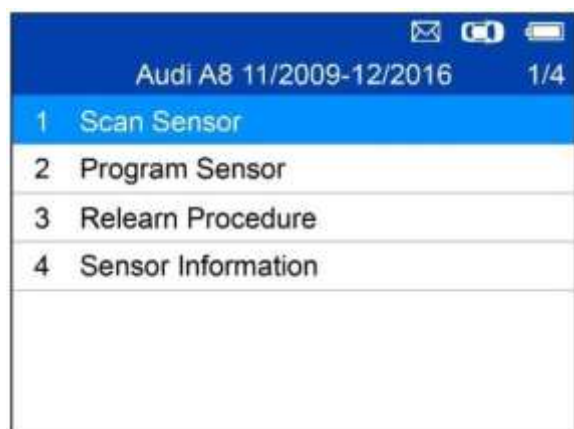 Audi A8 11/2009-12/2016 1/4
1 Scan Sensor
2 Program Sensor
3 Relearn Procedure
4 Sensor Information